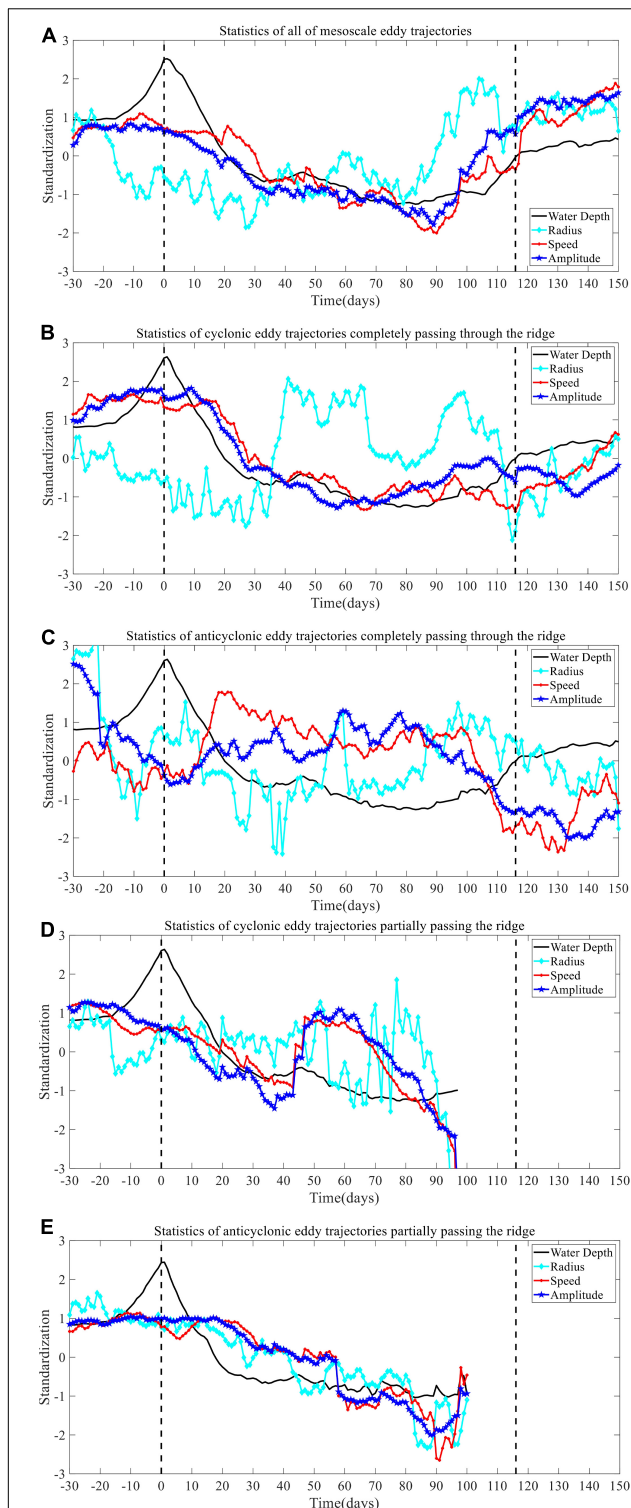 A
Statistics of all of mesoscale eddy trajectories
3
2
1
0
-1
-2
-3
Standardization
Water Depth
Radius
Speed
Amplitude
-30 -20 -10 0 10 20 30 40 50 60 70 80 90 100 110 120 130 140 150
Time(days)
B
Statistics of cyclonic eddy trajectories completely passing through the ridge
3
2
1
0
-1
-2
-3
Standardization
Water Depth
Radius
Speed
Amplitude
-30 -20 -10 0 10 20 30 40 50 60 70 80 90 100 110 120 130 140 150
Time(days)
C
Statistics of anticyclonic eddy trajectories completely passing through the ridge
3
2
1
0
-1
-2
-3
Standardization
Water Depth
Radius
Speed
Amplitude
-30 -20 -10 0 10 20 30 40 50 60 70 80 90 100 110 120 130 140 150
Time(days)
D
Statistics of cyclonic eddy trajectories partially passing the ridge
3
2
1
0
-1
-2
-3
Standardization
Water Depth
Radius
Speed
Amplitude
-30 -20 -10 0 10 20 30 40 50 60 70 80 90 100 110 120 130 140 150
Time(days)
E
Statistics of anticyclonic eddy trajectories partially passing the ridge
3
2
1
0
-1
-2
-3
Standardization
Water Depth
Radius
Speed
Amplitude
-30 -20 -10 0 10 20 30 40 50 60 70 80 90 100 110 120 130 140 150
Time(days)